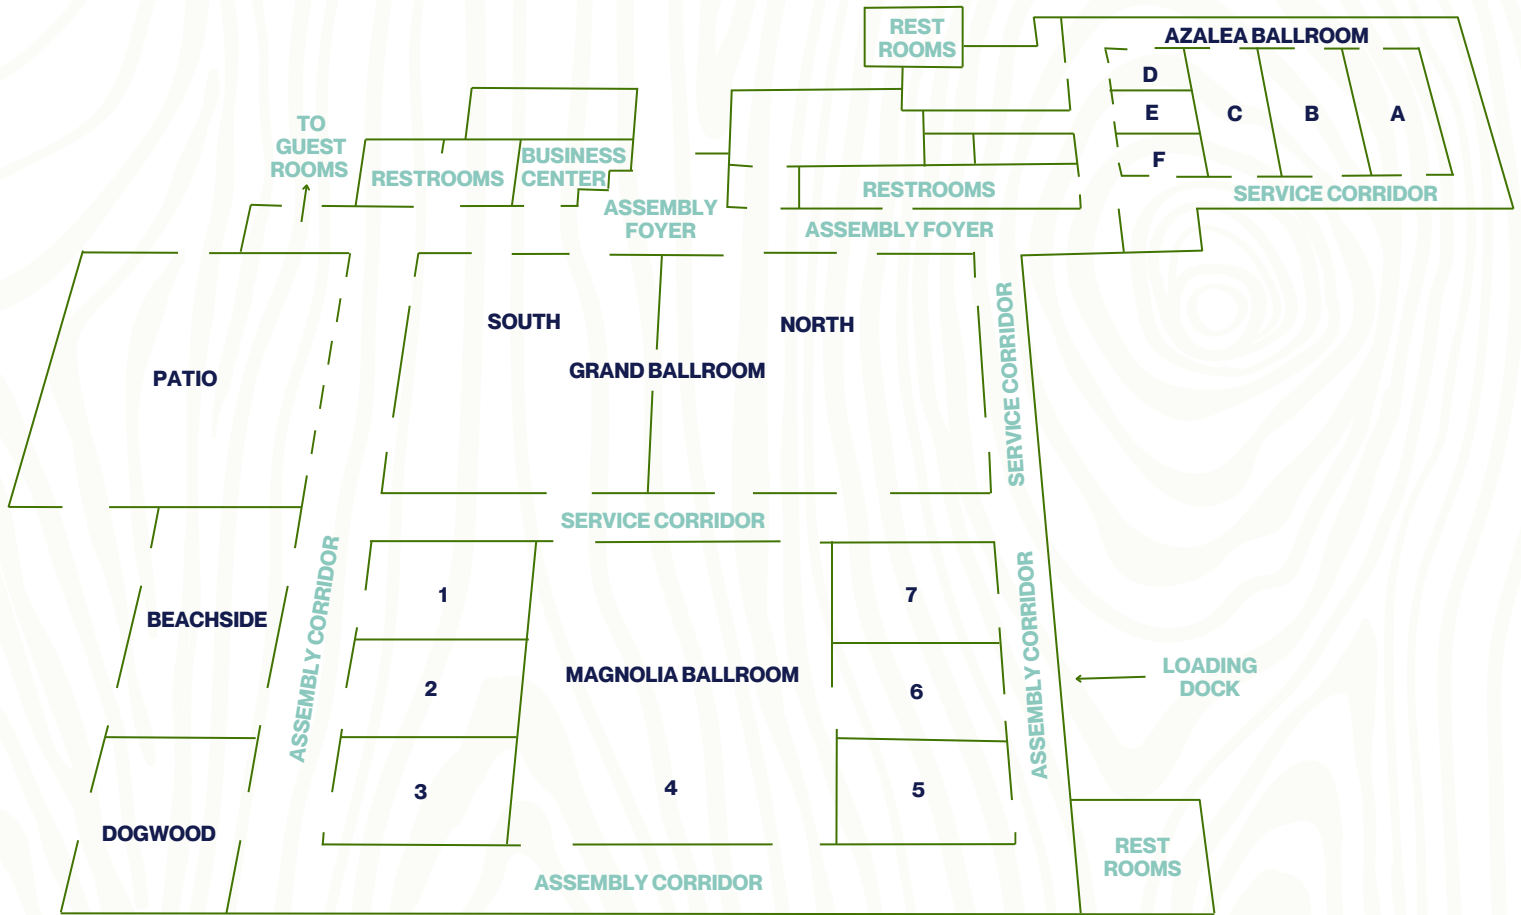 REST
ROOMS
AZALEA BALLROOM
D
E
F
C
B
A
TO
GUEST
ROOMS
RESTROOMS
BUSINESS
CENTER
RESTROOMS
SERVICE CORRIDOR
ASSEMBLY
FOYER
ASSEMBLY FOYER
SOUTH
NORTH
GRAND BALLROOM
PATIO
SERVICE CORRIDOR
SERVICE CORRIDOR
ASSEMBLY CORRIDOR
1
7
BEACHSIDE
MAGNOLIA BALLROOM
2
6
ASSEMBLY CORRIDOR
LOADING
DOCK
3
4
5
DOGWOOD
REST
ROOMS
ASSEMBLY CORRIDOR